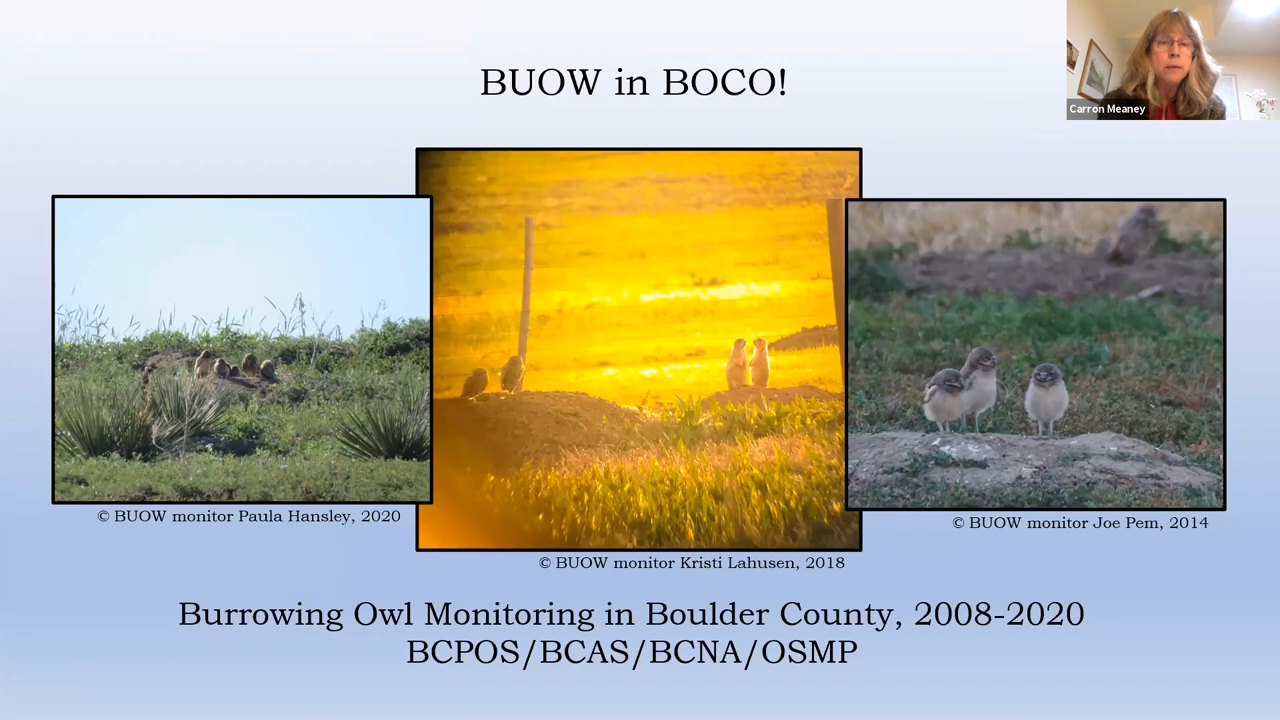 BUOW in BOCO!
Carron Meaney
© BUOW monitor Paula Hansley, 2020
© BUOW monitor Joe Pem, 2014
© BUOW monitor Kristi Lahusen, 2018
Burrowing Owl Monitoring in Boulder County, 2008-2020
BCPOS/BCAS/BCNA/OSMP